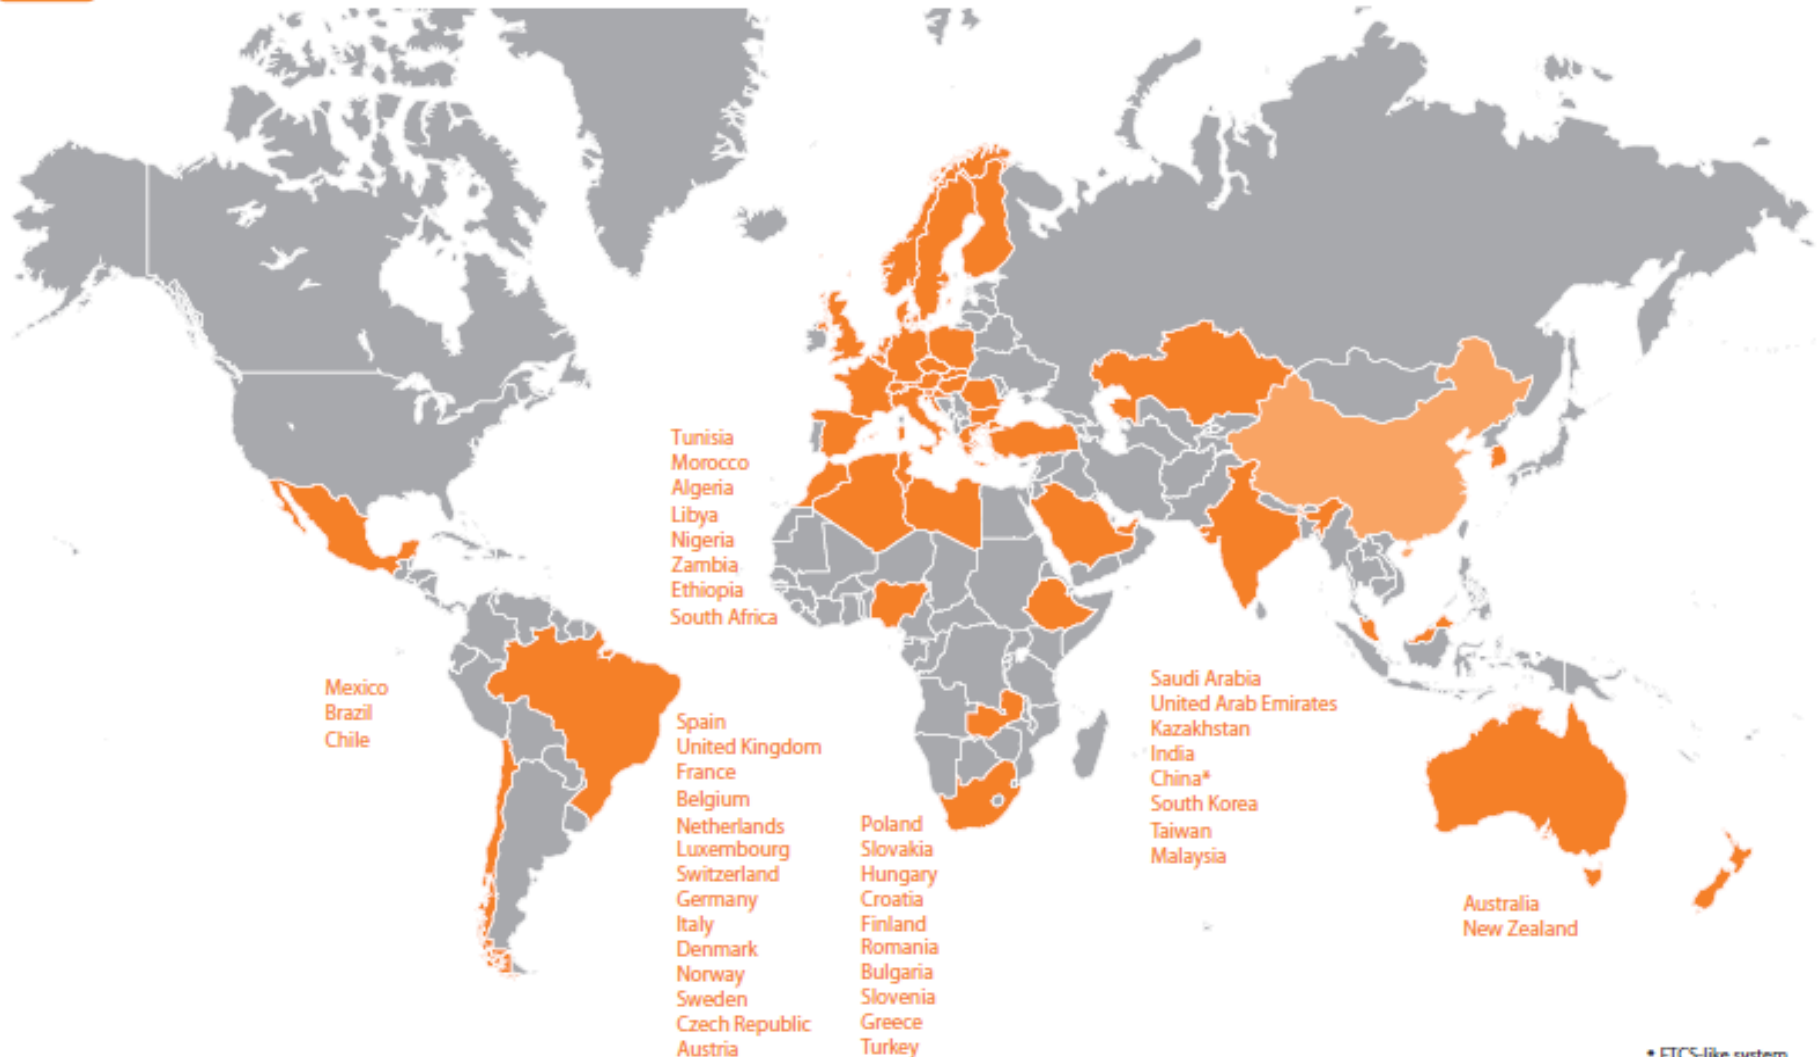 Tunisia
Morocco
Algeria
Libya
Nigeria
Zambia
Ethiopia
South Africa
Mexico
Brazil
Chile
Spain
United Kingdom
France
Belgium
Netherlands
Luxembourg
Switzerland
Germany
Italy
Denmark
Norway
Sweden
Czech Republic
Austria
Poland
Slovakia
Hungary
Croatia
Finland
Romania
Bulgaria
Slovenia
Greece
Turkey
Saudi Arabia
United Arab Emirates
Kazakhstan
India
China*
South Korea
Taiwan
Malaysia
Australia
New Zealand
* ETCS-like system